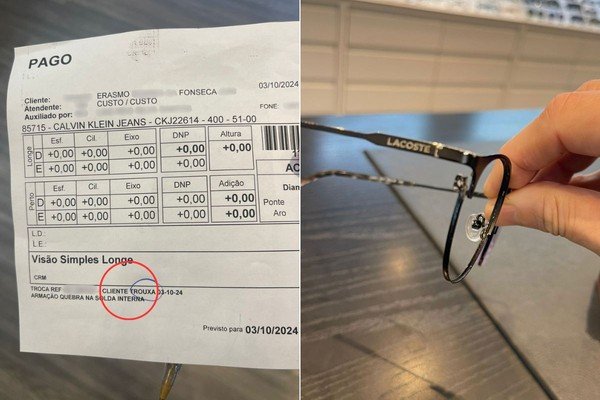 PAGO
Cliente: ERASMO FONSECA 03/10/2024
Atendente: CUSTO / CUSTO
Auxiliado por: FONE:
85715 - CALVIN KLEIN JEANS - CKJ22614 - 400 - 51-00
Longe Esf. Cil. Eixo DNP Altura
D +0,00 +0,00 +0,00 +0,00 +0,00
E +0,00 +0,00 +0,00 +0,00
Perto Esf. Cil. Eixo DNP Adição
D +0,00 +0,00 +0,00 +0,00 +0,00
E +0,00 +0,00 +0,00 +0,00 +0,00
AC
Diam
Ponte
Aro
L.D.:
L.E.:
Visão Simples Longe
CRM
TROCA REF CLIENTE TROUXA 03-10-24
ARMAÇÃO QUEBRA NA SOLDA INTERNA
Previsto para 03/10/2024
LACOSTE